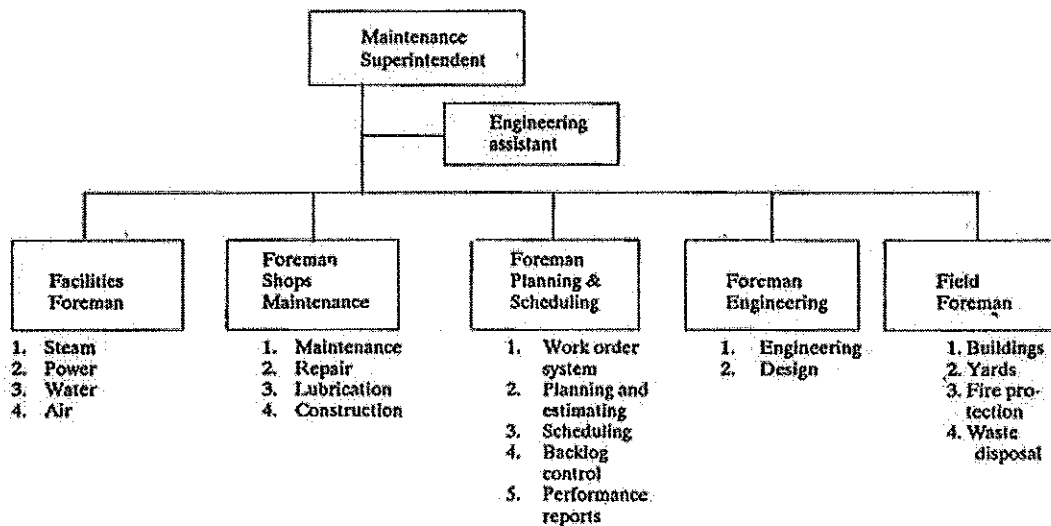 Maintenance
Superintendent
Engineering
assistant
Facilities
Foreman
1. Steam
2. Power
3. Water
4. Air
Foreman
Shops
Maintenance
1. Maintenance
2. Repair
3. Lubrication
4. Construction
Foreman
Planning &
Scheduling
1. Work order
system
2. Planning and
estimating
3. Scheduling
4. Backlog
control
5. Performance
reports
Foreman
Engineering
1. Engineering
2. Design
Field
Foreman
1. Buildings
2. Yards
3. Fire pro-
tection
4. Waste
disposal